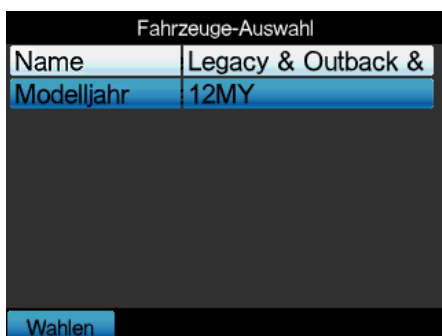 Fahrzeuge-Auswahl
Name Legacy & Outback &
Modelljahr 12MY
Wahlen